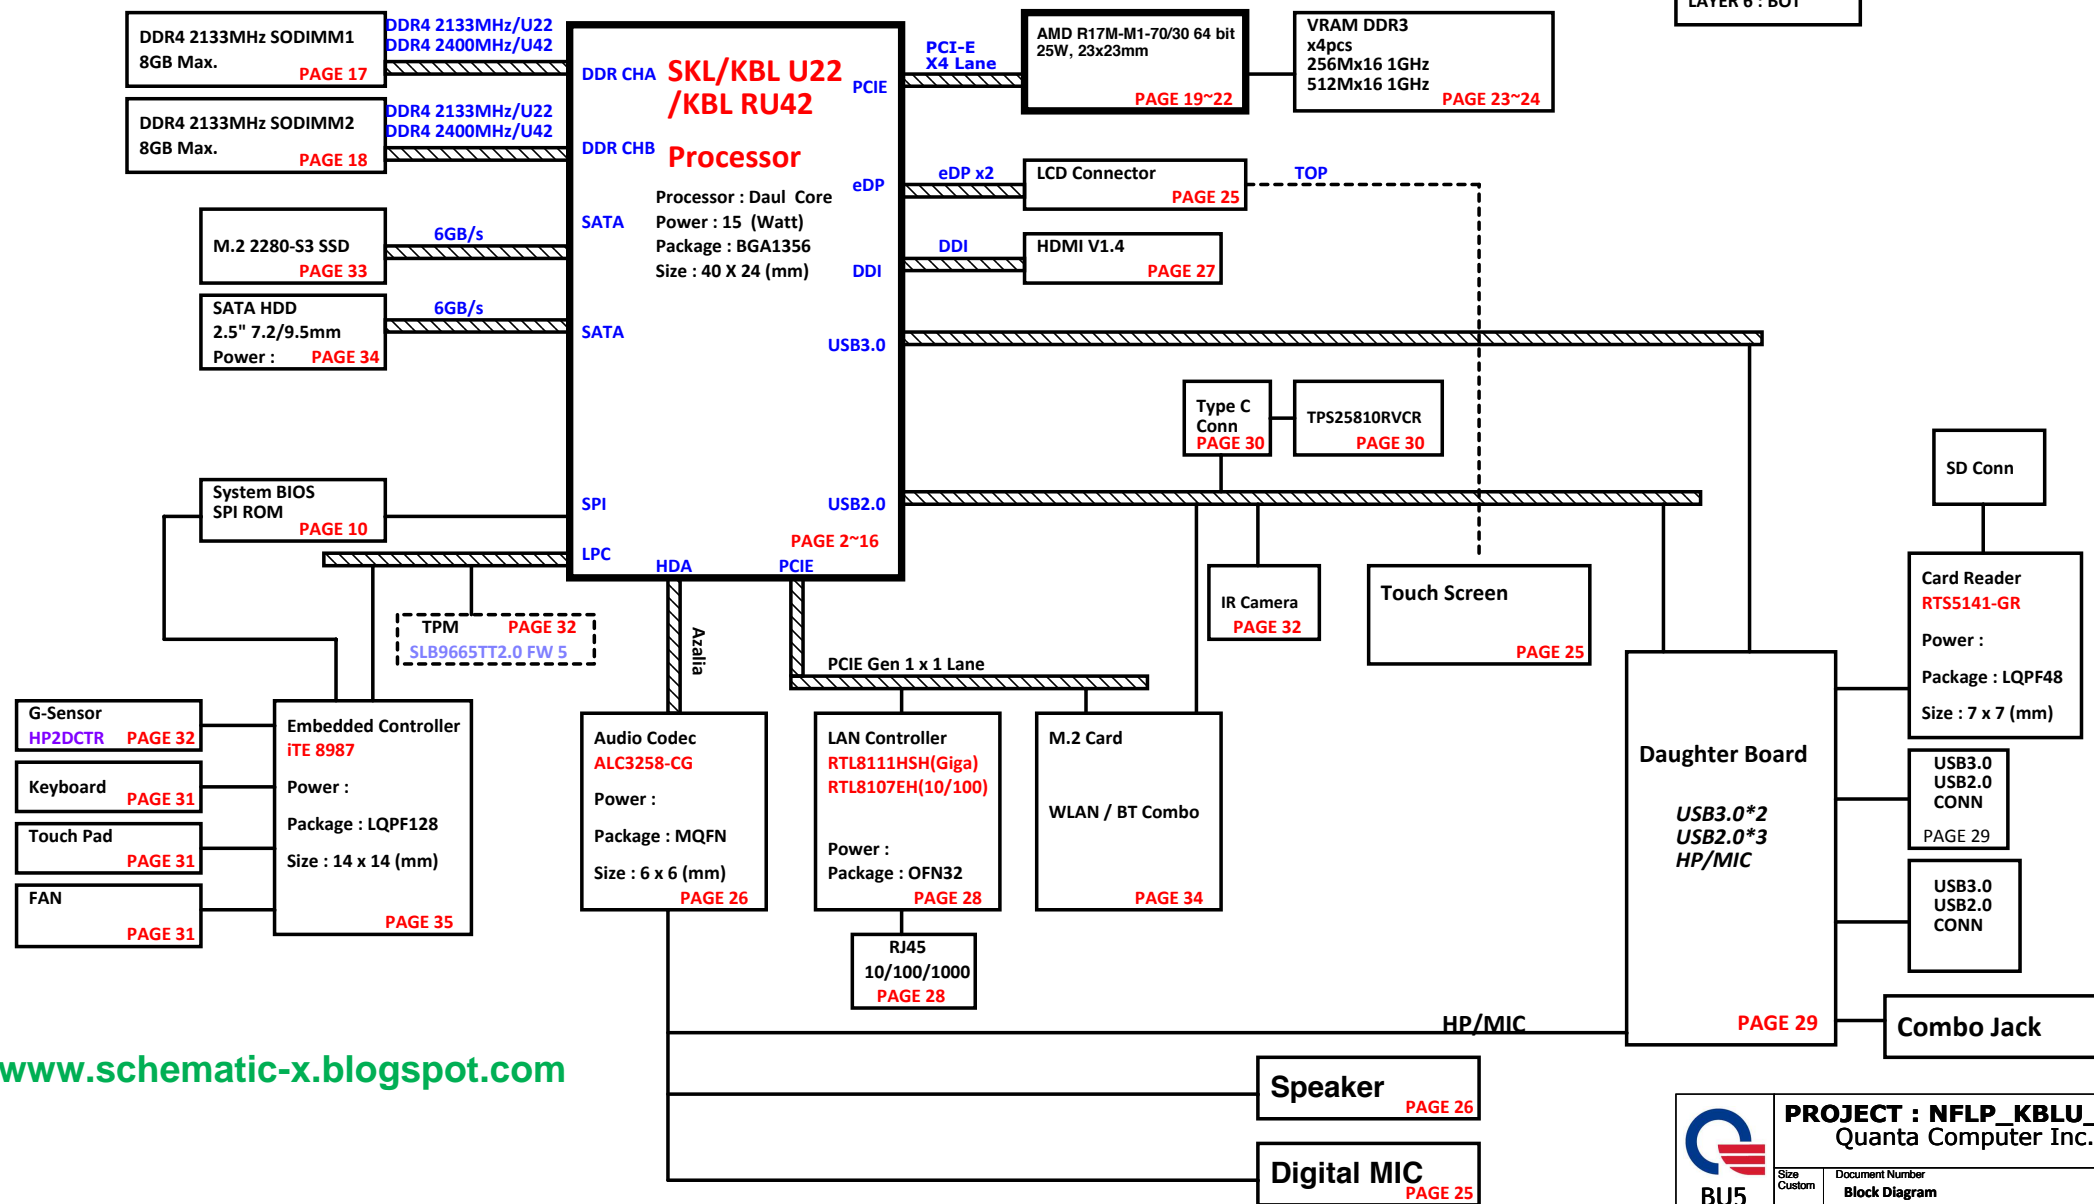 LAYER 6 : BOT
DDR4 2133MHz SODIMM1
8GB Max.
PAGE 17
DDR4 2133MHz/U22
DDR4 2400MHz/U42
DDR4 2133MHz SODIMM2
8GB Max.
PAGE 18
DDR4 2133MHz/U22
DDR4 2400MHz/U42
M.2 2280-S3 SSD
PAGE 33
6GB/s
SATA HDD
2.5" 7.2/9.5mm
Power :
PAGE 34
6GB/s
System BIOS
SPI ROM
PAGE 10
DDR CHA
DDR CHB
SATA
SATA
SPI
LPC
HDA
PCIE
SKL/KBL U22
/KBL RU42
Processor
Processor : Daul Core
Power : 15 (Watt)
Package : BGA1356
Size : 40 X 24 (mm)
PCIE
eDP
DDI
USB3.0
USB2.0
PAGE 2~16
PCI-E
X4 Lane
AMD R17M-M1-70/30 64 bit
25W, 23x23mm
PAGE 19~22
VRAM DDR3
x4pcs
256Mx16 1GHz
512Mx16 1GHz
PAGE 23~24
eDP x2
LCD Connector
PAGE 25
TOP
DDI
HDMI V1.4
PAGE 27
Type C
Conn
PAGE 30
TPS25810RVCR
PAGE 30
IR Camera
PAGE 32
Touch Screen
PAGE 25
SD Conn
Card Reader
RTS5141-GR
Power :
Package : LQPF48
Size : 7 x 7 (mm)
TPM
PAGE 32
SLB9665TT2.0 FW 5
Azalia
PCIE Gen 1 x 1 Lane
G-Sensor
HP2DCTR
PAGE 32
Keyboard
PAGE 31
Touch Pad
PAGE 31
FAN
PAGE 31
Embedded Controller
iTE 8987
Power :
Package : LQPF128
Size : 14 x 14 (mm)
PAGE 35
Audio Codec
ALC3258-CG
Power :
Package : MQFN
Size : 6 x 6 (mm)
PAGE 26
LAN Controller
RTL8111HSH(Giga)
RTL8107EH(10/100)
Power :
Package : OFN32
PAGE 28
RJ45
10/100/1000
PAGE 28
M.2 Card
WLAN / BT Combo
PAGE 34
Daughter Board
USB3.0*2
USB2.0*3
HP/MIC
PAGE 29
USB3.0
USB2.0
CONN
PAGE 29
USB3.0
USB2.0
CONN
Combo Jack
HP/MIC
Speaker
PAGE 26
Digital MIC
PAGE 25
www.schematic-x.blogspot.com
BU5
PROJECT : NFLP_KBLU_
Quanta Computer Inc.
Size
Custom
Document Number
Block Diagram